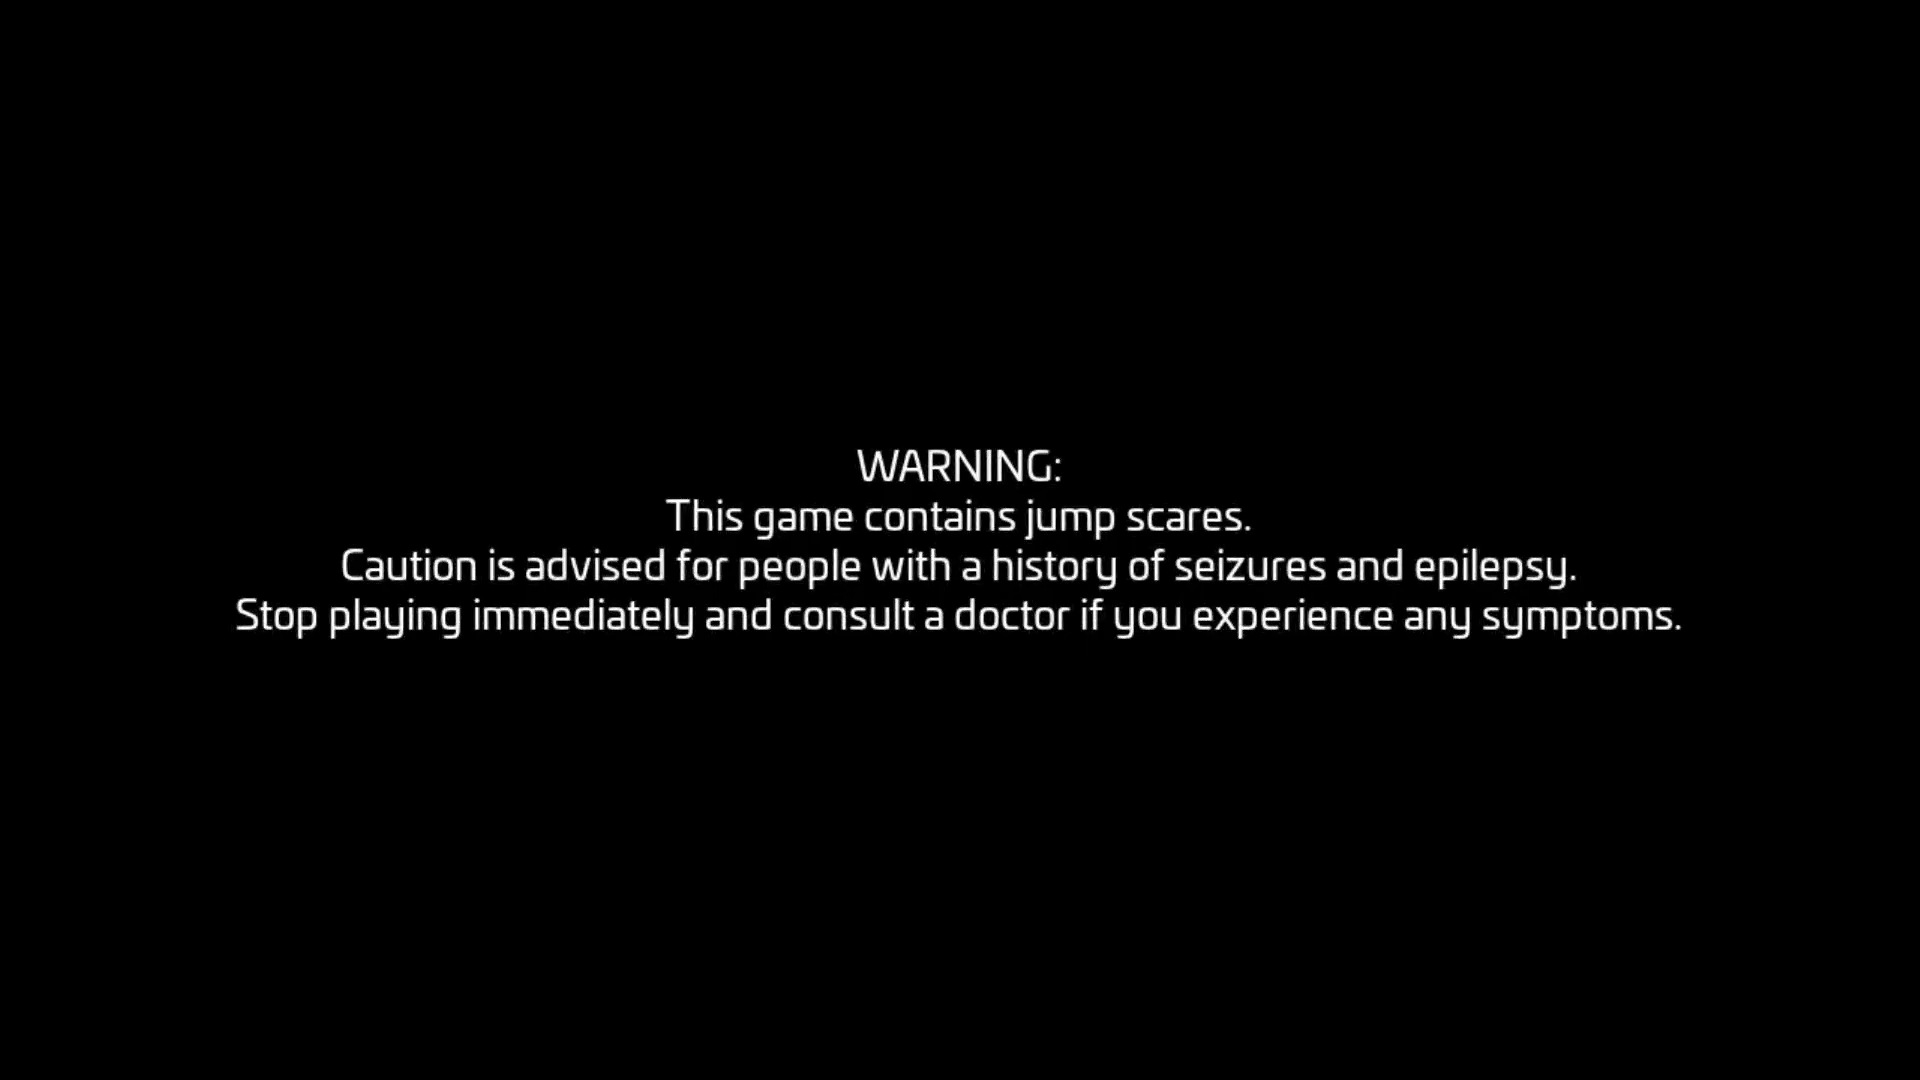 WARNING:
This game contains jump scares.
Caution is advised for people with a history of seizures and epilepsy.
Stop playing immediately and consult a doctor if you experience any symptoms.